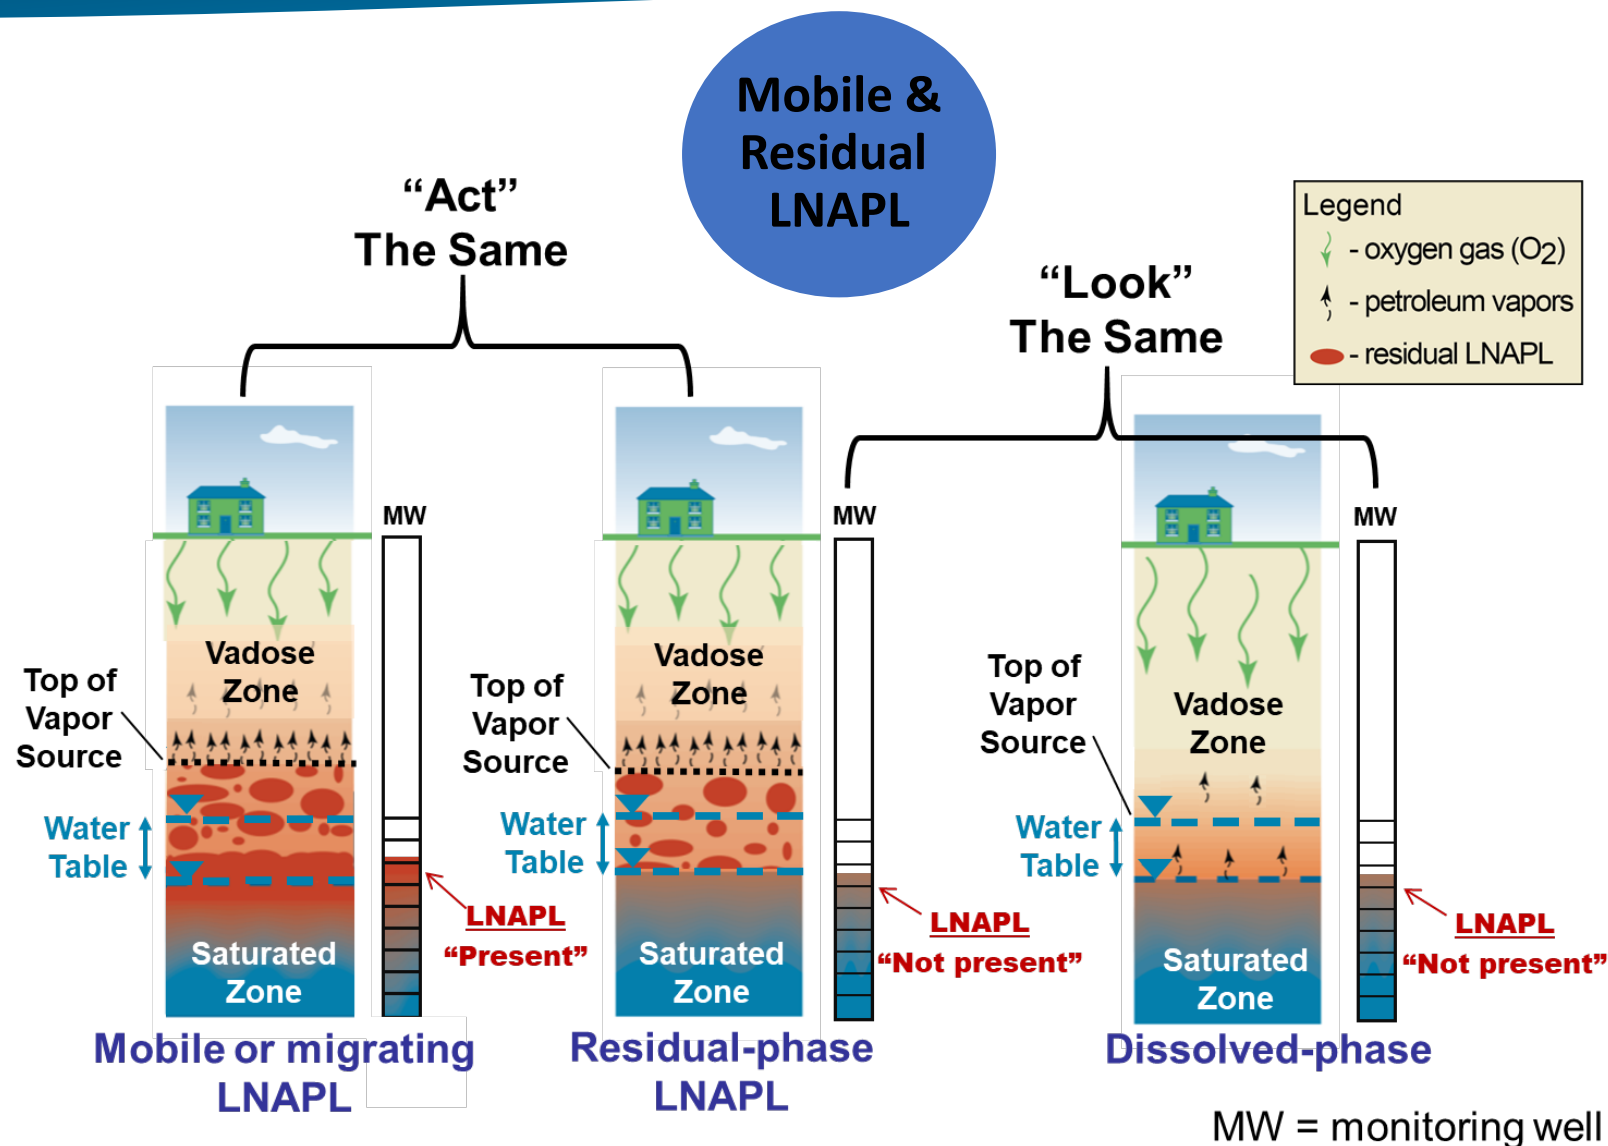 Mobile &
Residual
LNAPL
“Act”
The Same
“Look”
The Same
Legend
- oxygen gas (O2)
- petroleum vapors
- residual LNAPL
MW
Vadose
Zone
Top of
Vapor
Source
Water
Table
LNAPL
“Present”
Saturated
Zone
Mobile or migrating
LNAPL
MW
Vadose
Zone
Top of
Vapor
Source
Water
Table
LNAPL
“Not present”
Saturated
Zone
Residual-phase
LNAPL
MW
Top of
Vapor
Source
Vadose
Zone
Water
Table
LNAPL
“Not present”
Saturated
Zone
Dissolved-phase
MW = monitoring well